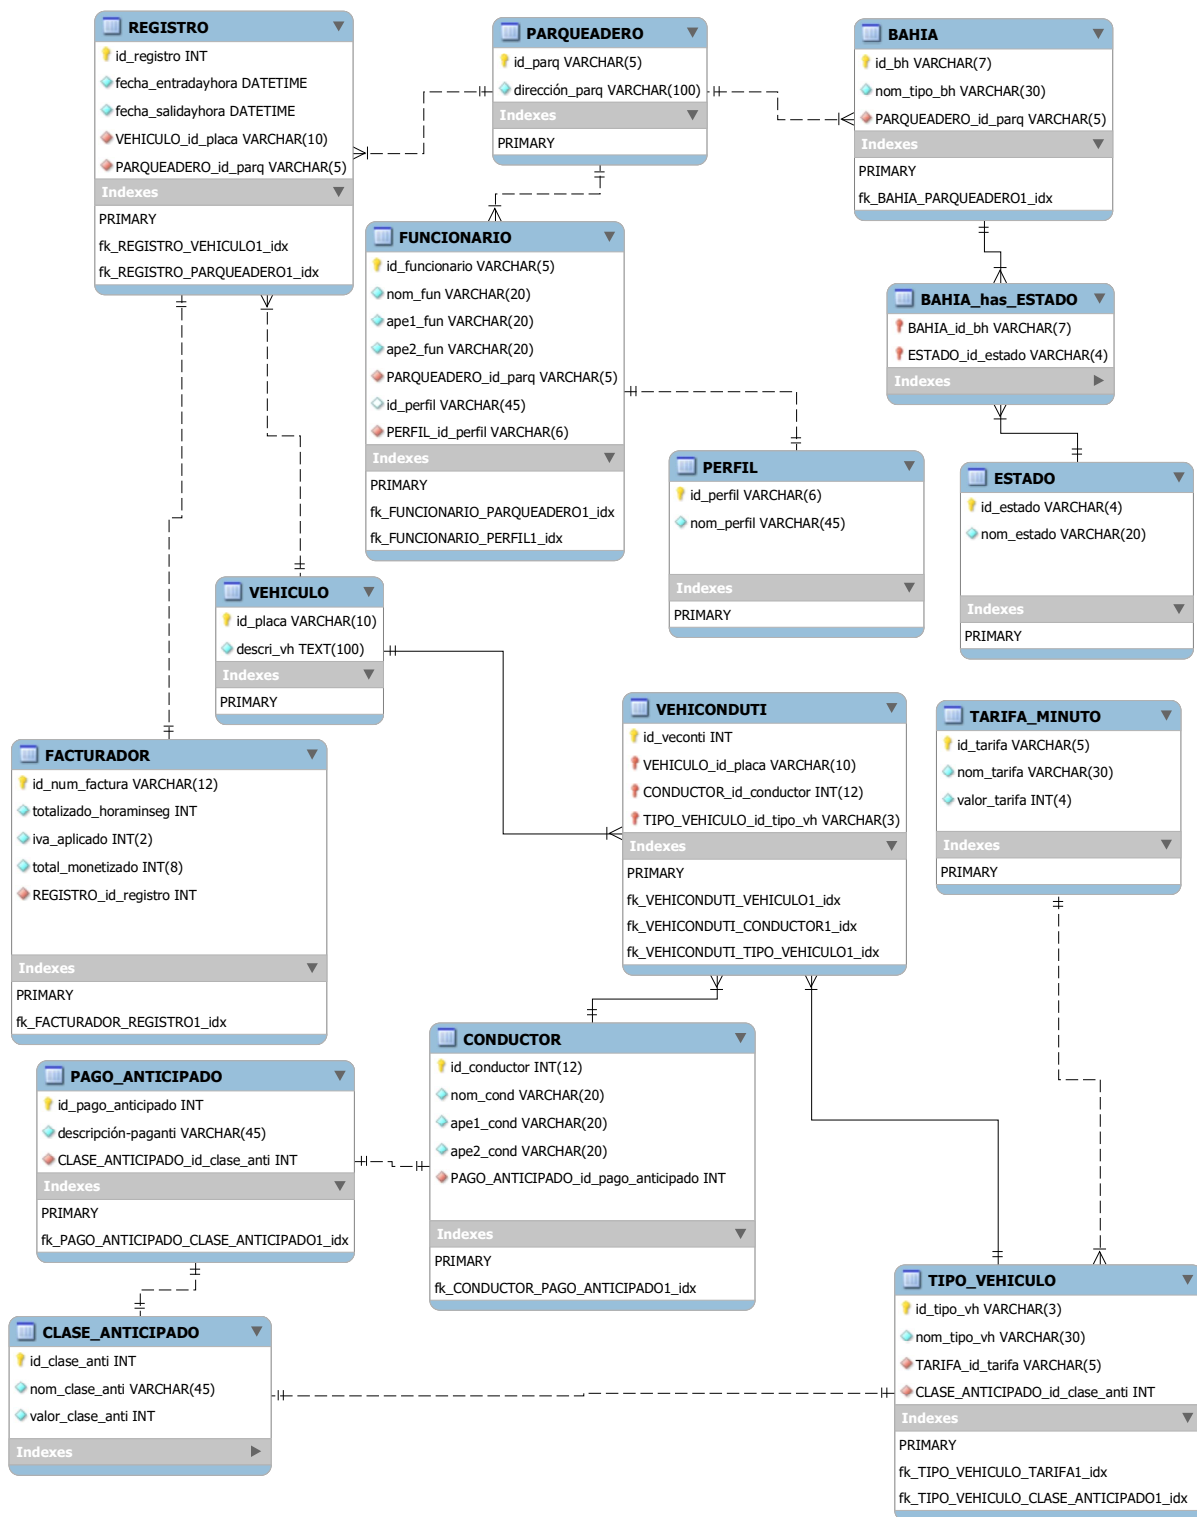 REGISTRO
id_registro INT
fecha_entradayhora DATETIME
fecha_salidayhora DATETIME
VEHICULO_id_placa VARCHAR(10)
PARQUEADERO_id_parq VARCHAR(5)
Indexes
PRIMARY
fk_REGISTRO_VEHICULO1_idx
fk_REGISTRO_PARQUEADERO1_idx
PARQUEADERO
id_parq VARCHAR(5)
dirección_parq VARCHAR(100)
Indexes
PRIMARY
BAHIA
id_bh VARCHAR(7)
nom_tipo_bh VARCHAR(30)
PARQUEADERO_id_parq VARCHAR(5)
Indexes
PRIMARY
fk_BAHIA_PARQUEADERO1_idx
FUNCIONARIO
id_funcionario VARCHAR(5)
nom_fun VARCHAR(20)
ape1_fun VARCHAR(20)
ape2_fun VARCHAR(20)
PARQUEADERO_id_parq VARCHAR(5)
id_perfil VARCHAR(45)
PERFIL_id_perfil VARCHAR(6)
Indexes
PRIMARY
fk_FUNCIONARIO_PARQUEADERO1_idx
fk_FUNCIONARIO_PERFIL1_idx
BAHIA_has_ESTADO
BAHIA_id_bh VARCHAR(7)
ESTADO_id_estado VARCHAR(4)
Indexes
PERFIL
id_perfil VARCHAR(6)
nom_perfil VARCHAR(45)
Indexes
PRIMARY
ESTADO
id_estado VARCHAR(4)
nom_estado VARCHAR(20)
Indexes
PRIMARY
VEHICULO
id_placa VARCHAR(10)
descri_vh TEXT(100)
Indexes
PRIMARY
FACTURADOR
id_num_factura VARCHAR(12)
totalizado_horaminseg INT
iva_aplicado INT(2)
total_monetizado INT(8)
REGISTRO_id_registro INT
Indexes
PRIMARY
fk_FACTURADOR_REGISTRO1_idx
VEHICONDUTI
id_veconti INT
VEHICULO_id_placa VARCHAR(10)
CONDUCTOR_id_conductor INT(12)
TIPO_VEHICULO_id_tipo_vh VARCHAR(3)
Indexes
PRIMARY
fk_VEHICONDUTI_VEHICULO1_idx
fk_VEHICONDUTI_CONDUCTOR1_idx
fk_VEHICONDUTI_TIPO_VEHICULO1_idx
TARIFA_MINUTO
id_tarifa VARCHAR(5)
nom_tarifa VARCHAR(30)
valor_tarifa INT(4)
Indexes
PRIMARY
CONDUCTOR
id_conductor INT(12)
nom_cond VARCHAR(20)
ape1_cond VARCHAR(20)
ape2_cond VARCHAR(20)
PAGO_ANTICIPADO_id_pago_anticipado INT
Indexes
PRIMARY
fk_CONDUCTOR_PAGO_ANTICIPADO1_idx
PAGO_ANTICIPADO
id_pago_anticipado INT
descripción-paganti VARCHAR(45)
CLASE_ANTICIPADO_id_clase_anti INT
Indexes
PRIMARY
fk_PAGO_ANTICIPADO_CLASE_ANTICIPADO1_idx
CLASE_ANTICIPADO
id_clase_anti INT
nom_clase_anti VARCHAR(45)
valor_clase_anti INT
Indexes
TIPO_VEHICULO
id_tipo_vh VARCHAR(3)
nom_tipo_vh VARCHAR(30)
TARIFA_id_tarifa VARCHAR(5)
CLASE_ANTICIPADO_id_clase_anti INT
Indexes
PRIMARY
fk_TIPO_VEHICULO_TARIFA1_idx
fk_TIPO_VEHICULO_CLASE_ANTICIPADO1_idx